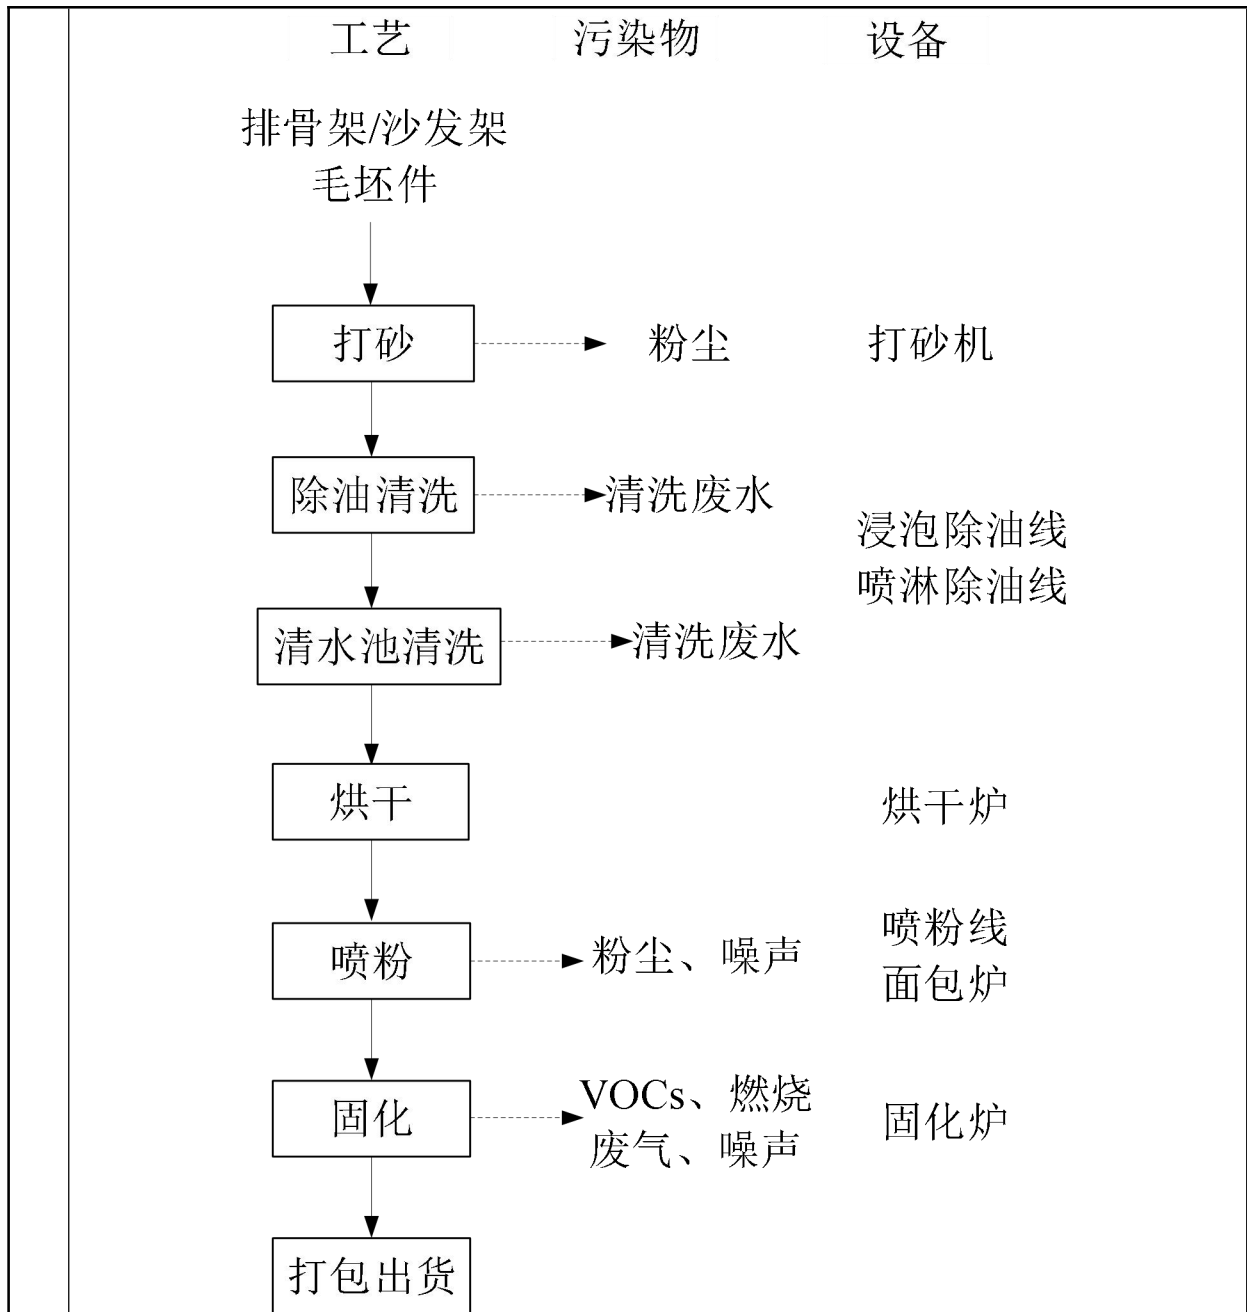 工艺 污染物 设备
排骨架/沙发架
毛坯件
打砂 粉尘 打砂机
除油清洗 清洗废水
浸泡除油线
喷淋除油线
清水池清洗 清洗废水
烘干 烘干炉
喷粉 粉尘、噪声 喷粉线
面包炉
固化 VOCs、燃烧
废气、噪声 固化炉
打包出货